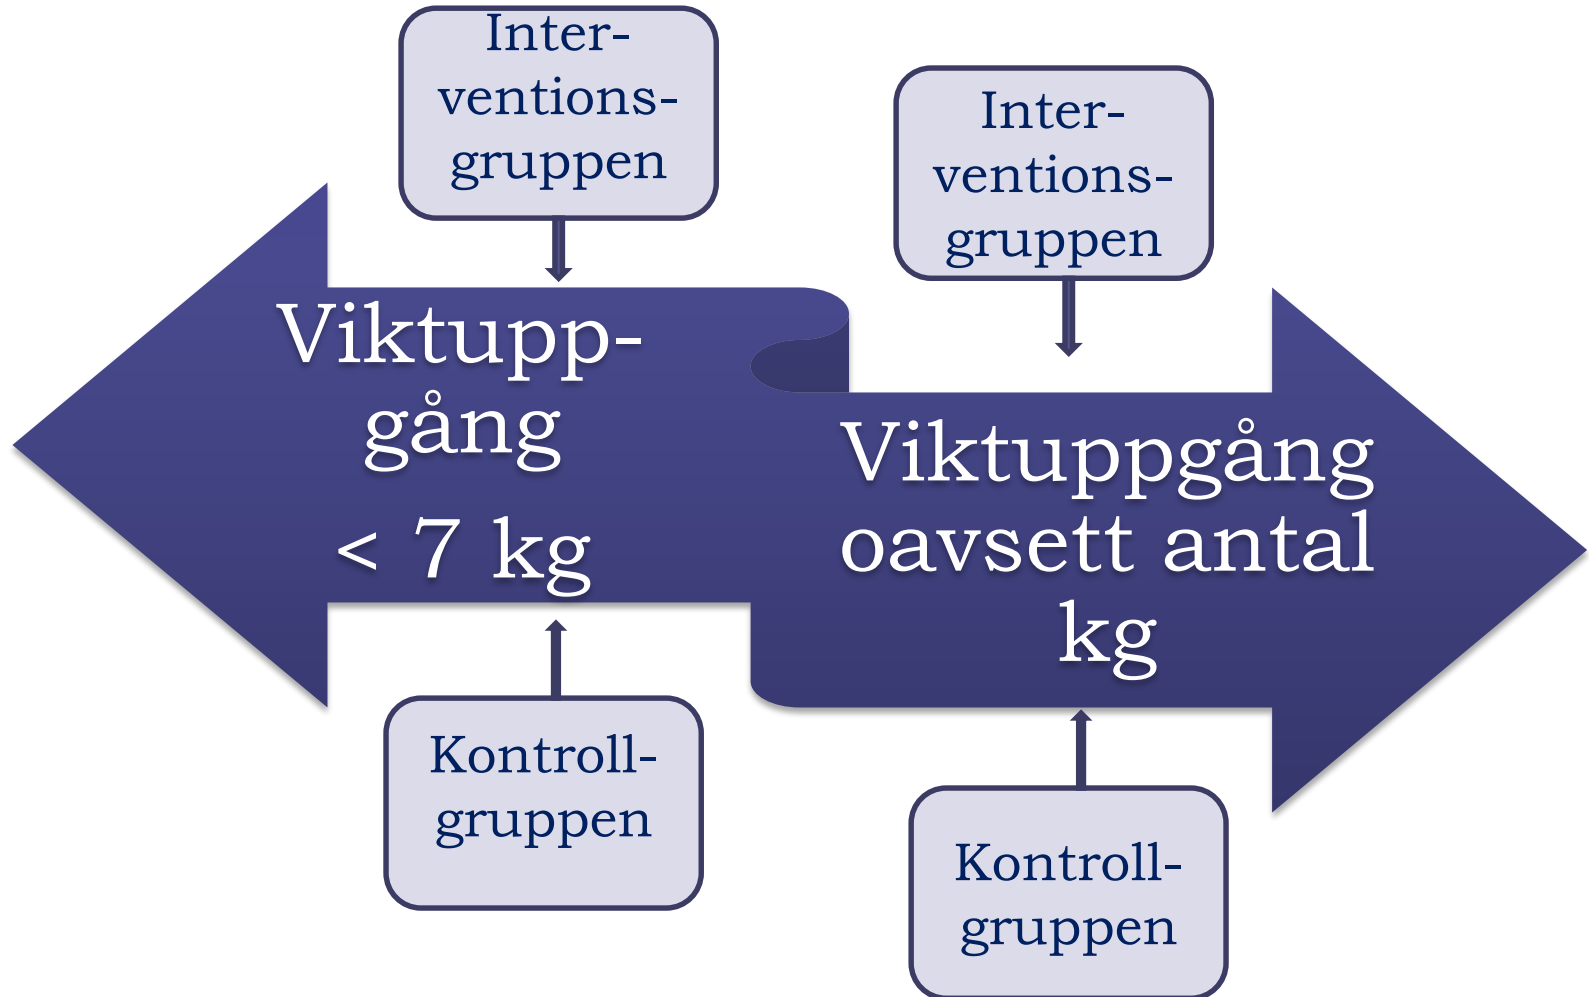 Inter-
ventions-
gruppen
Inter-
ventions-
gruppen
Viktupp-
gång
< 7 kg
Viktuppgång
oavsett antal
kg
Kontroll-
gruppen
Kontroll-
gruppen